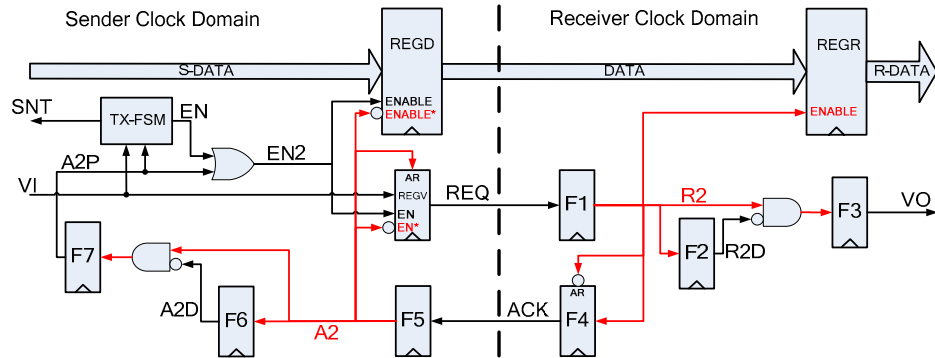 Sender Clock Domain
Receiver Clock Domain
REGD
REGR
S-DATA
DATA
R-DATA
SNT
TX-FSM
EN
ENABLE
ENABLE*
ENABLE
A2P
EN2
VI
AR
REGV
EN
EN*
REQ
F1
R2
F3
VO
F7
F2
R2D
A2D
F6
A2
F5
ACK
AR
F4